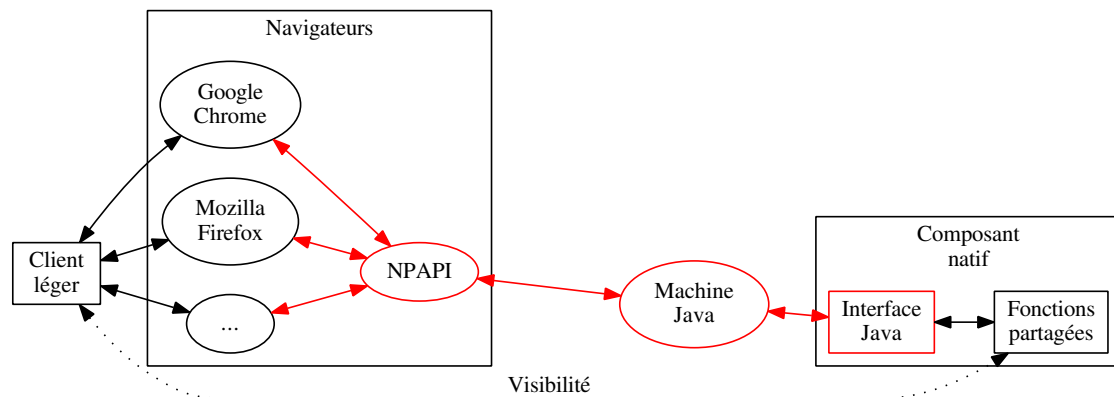 Navigateurs
Google
Chrome
Mozilla
Firefox
...
Client
léger
NPAPI
Machine
Java
Composant
natif
Interface
Java
Fonctions
partagées
Visibilité